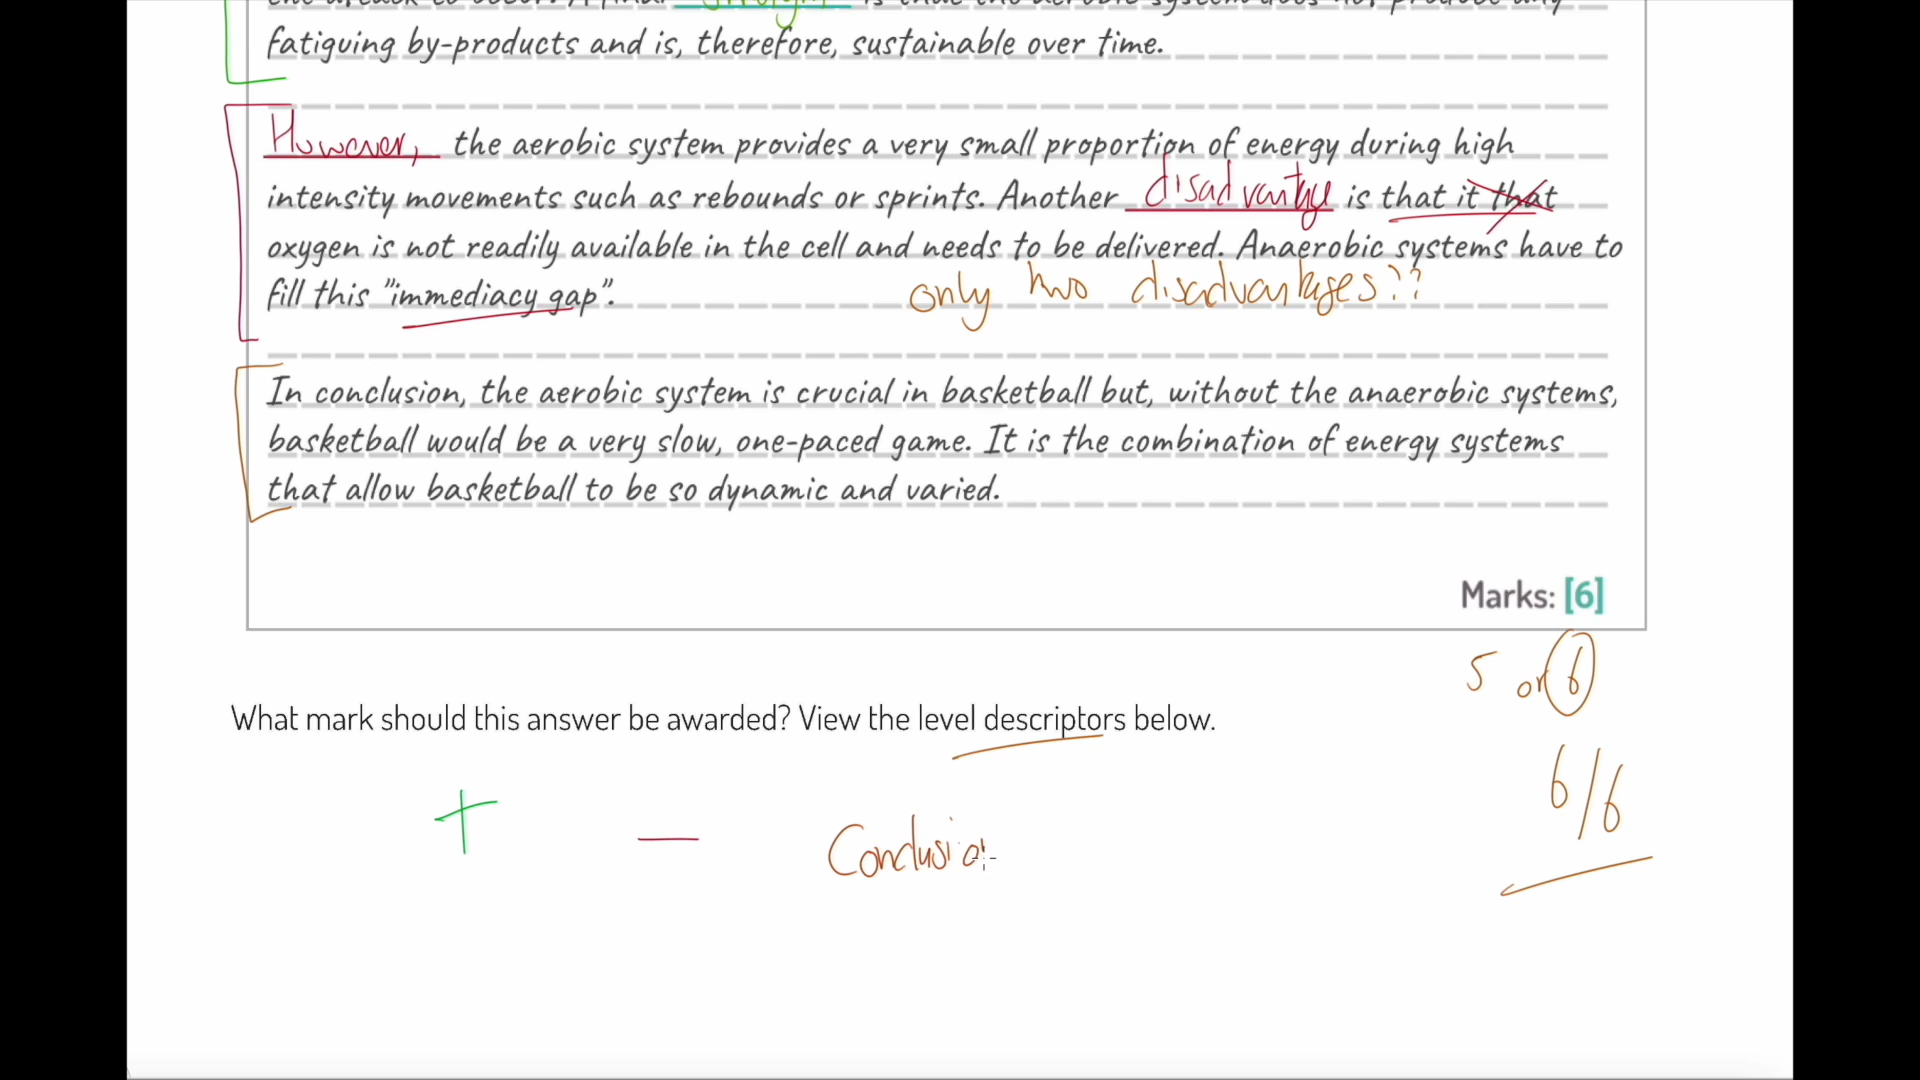 fatiguing by-products and is, therefore, sustainable over time.
However, the aerobic system provides a very small proportion of energy during high
intensity movements such as rebounds or sprints. Another disadvantage is that it that
oxygen is not readily available in the cell and needs to be delivered. Anaerobic systems have to
fill this "immediacy gap".
only two disadvantages??
In conclusion, the aerobic system is crucial in basketball but, without the anaerobic systems,
basketball would be a very slow, one-paced game. It is the combination of energy systems
that allow basketball to be so dynamic and varied.
Marks: [6]
5 or 6
What mark should this answer be awarded? View the level descriptors below.
6/6
+ — Conclusio